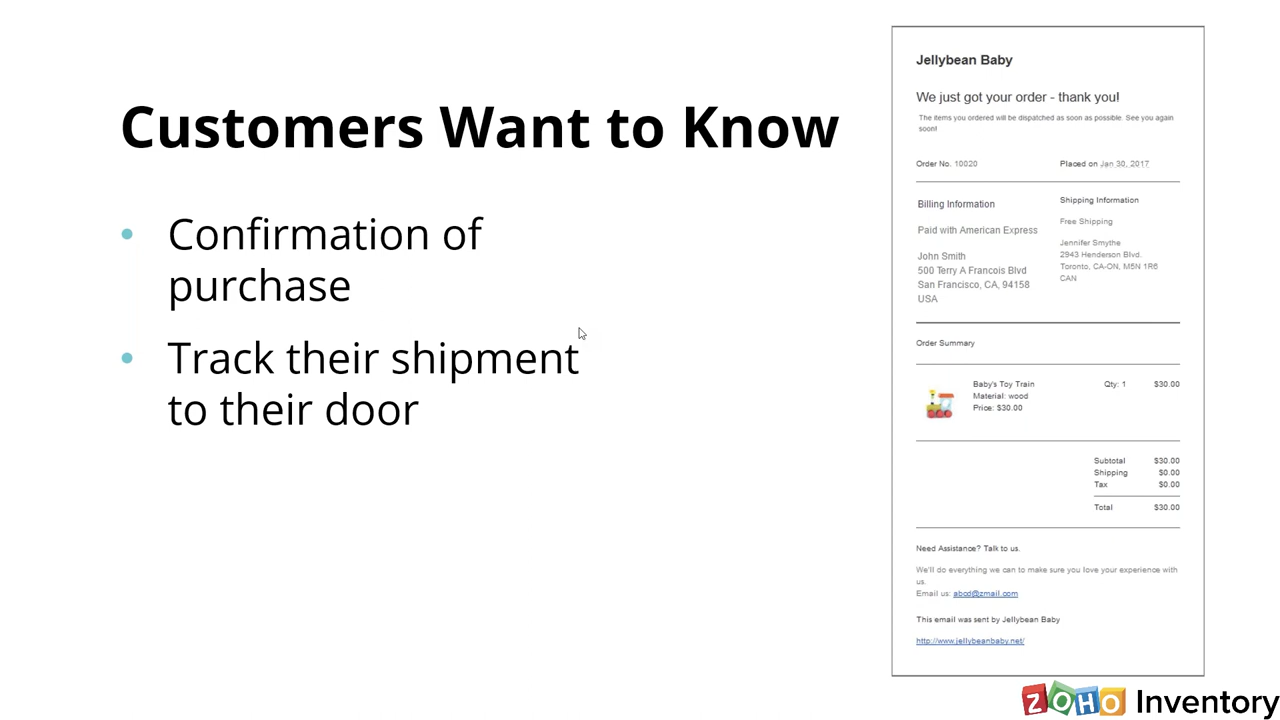 Customers Want to Know
• Confirmation of
purchase
• Track their shipment
to their door
Jellybean Baby
We just got your order - thank you!
The items you ordered will be dispatched as soon as possible. See you again
soon!
Order No. 10020
Placed on Jan 30, 2017
Billing Information
Paid with American Express
John Smith
500 Terry A Francois Blvd
San Francisco, CA, 94158
USA
Shipping Information
Free Shipping
Jennifer Smythe
2943 Henderson Blvd.
Toronto, CA-ON, M5N 1R6
CAN
Order Summary
Baby's Toy Train Qty: 1 $30.00
Material: wood
Price: $30.00
Subtotal $30.00
Shipping $0.00
Tax $0.00
Total $30.00
Need Assistance? Talk to us.
We'll do everything we can to make sure you love your experience with
us.
Email us: abcd@zmail.com
This email was sent by Jellybean Baby
http://www.jellybeanbaby.net/
ZOHO Inventory